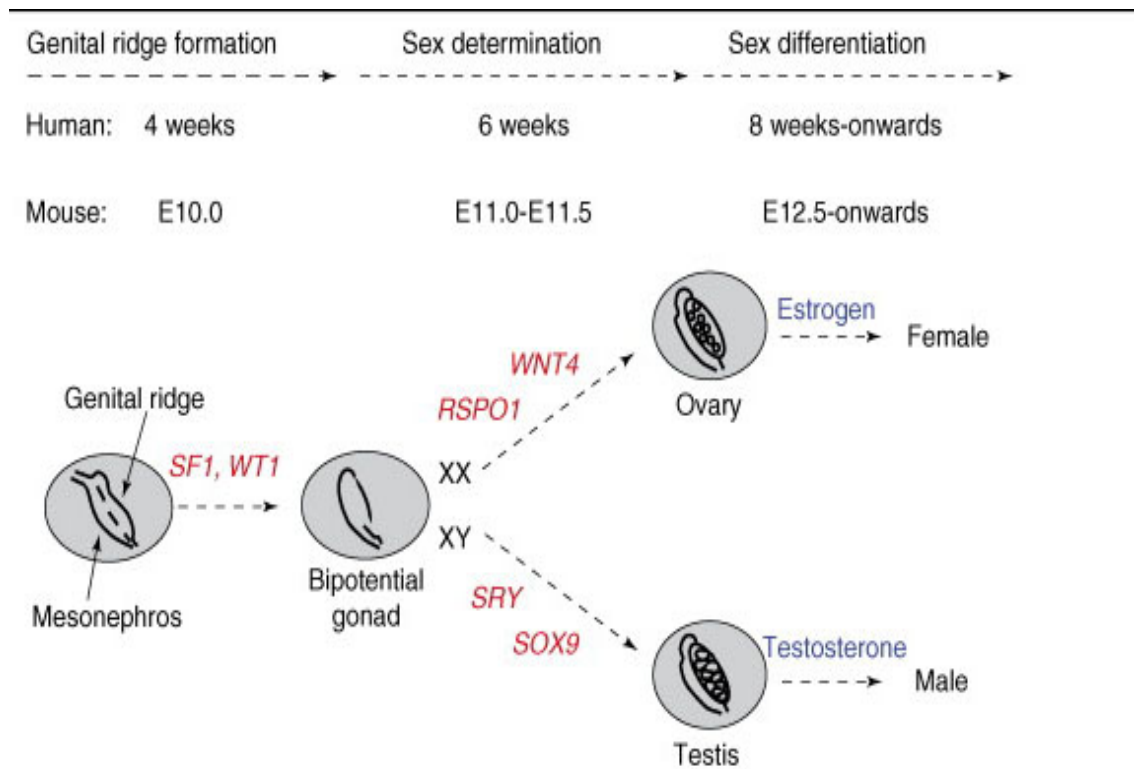 Genital ridge formation Sex determination Sex differentiation
Human: 4 weeks 6 weeks 8 weeks-onwards
Mouse: E10.0 E11.0-E11.5 E12.5-onwards
Estrogen
Female
WNT4
RSPO1
Ovary
Genital ridge
SF1, WT1
XX
XY
Mesonephros
Bipotential
gonad
SRY
SOX9
Testosterone
Male
Testis